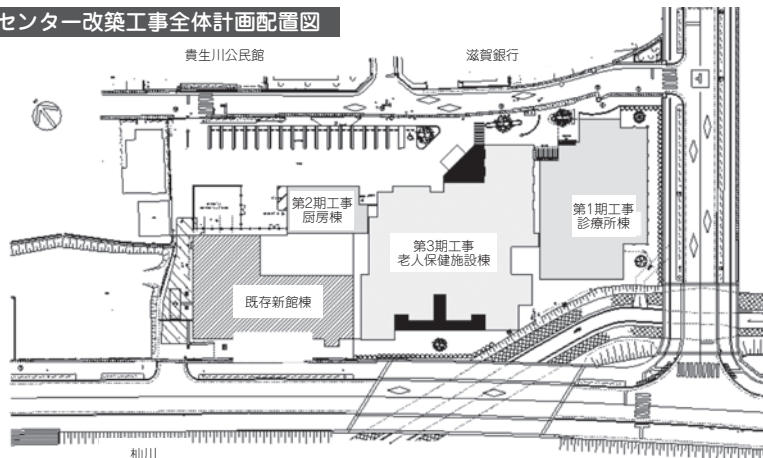 センター改築工事全体計画配置図
貴生川公民館
滋賀銀行
第2期工事
厨房棟
第1期工事
診療所棟
第3期工事
老人保健施設棟
既存新館棟
杣川